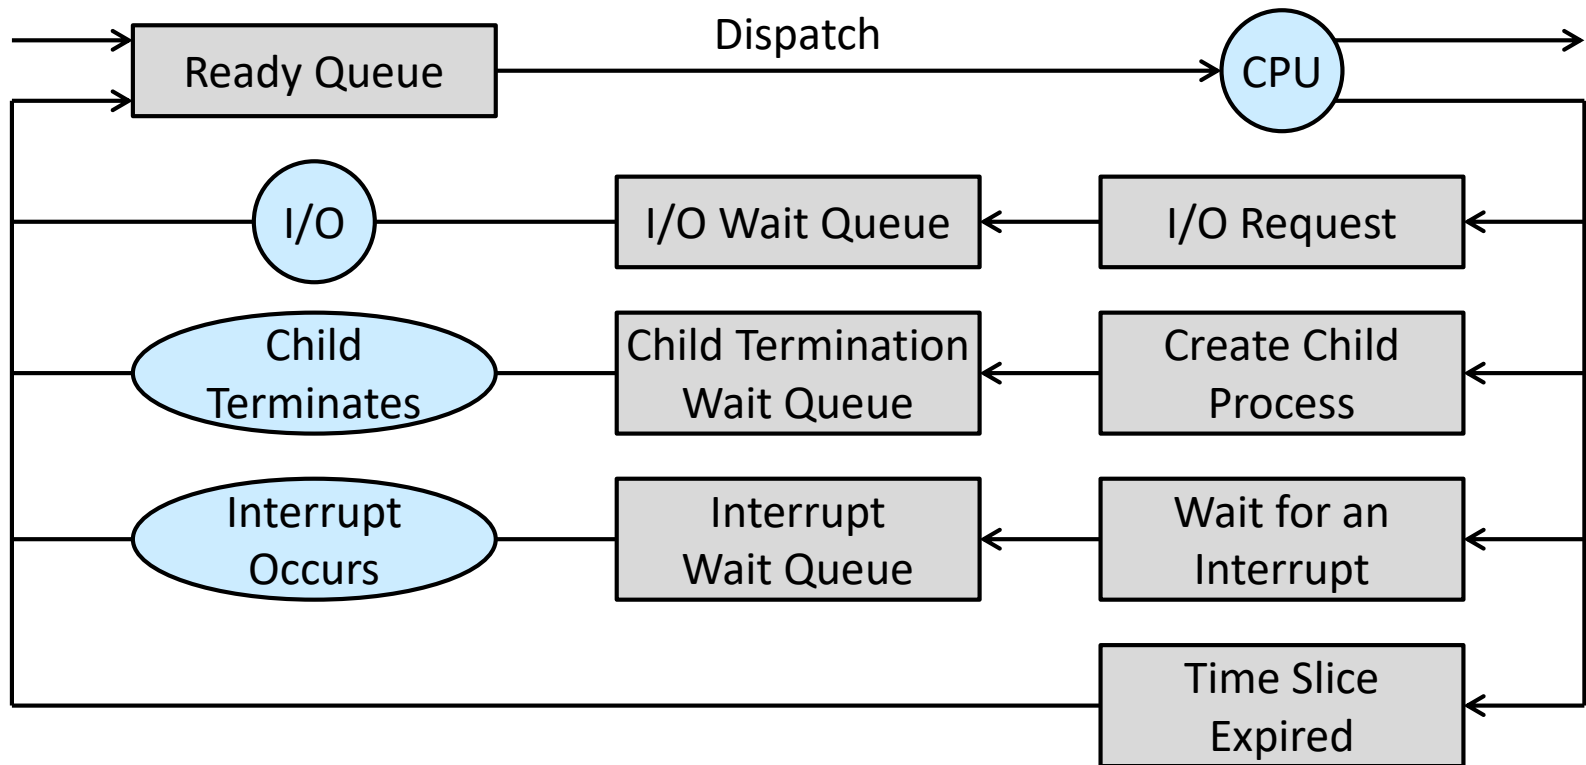 Dispatch
Ready Queue
CPU
I/O
I/O Wait Queue
I/O Request
Child
Terminates
Child Termination
Wait Queue
Create Child
Process
Interrupt
Occurs
Interrupt
Wait Queue
Wait for an
Interrupt
Time Slice
Expired